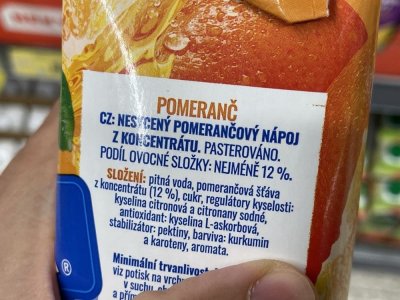 POMERANČ
CZ: NESYCENÝ POMERANČOVÝ NÁPOJ
Z KONCENTRÁTU. PASTEROVÁNO.
PODÍL OVOCNÉ SLOŽKY: NEJMÉNĚ 12 %.
SLOŽENÍ: pitná voda, pomerančová šťáva
z koncentrátu (12 %), cukr, regulátory kyselosti:
kyselina citronová a citronany sodné,
antioxidant: kyselina L-askorbová,
stabilizátor: pektiny, barviva: kurkumin
a karoteny, aromata.
Minimální trvanlivost
viz potisk na
v suchu,
a
®